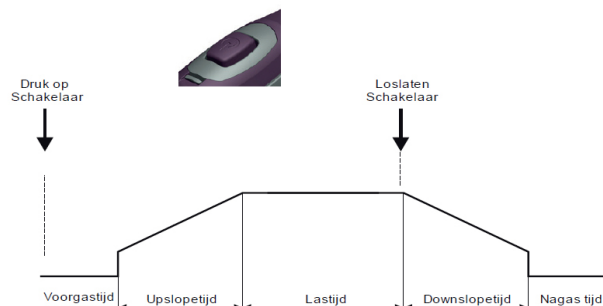 Druk op
Schakelaar
Loslaten
Schakelaar
Voorgastijd
Upslopetijd
Lastijd
Downslopetijd
Nagas tijd